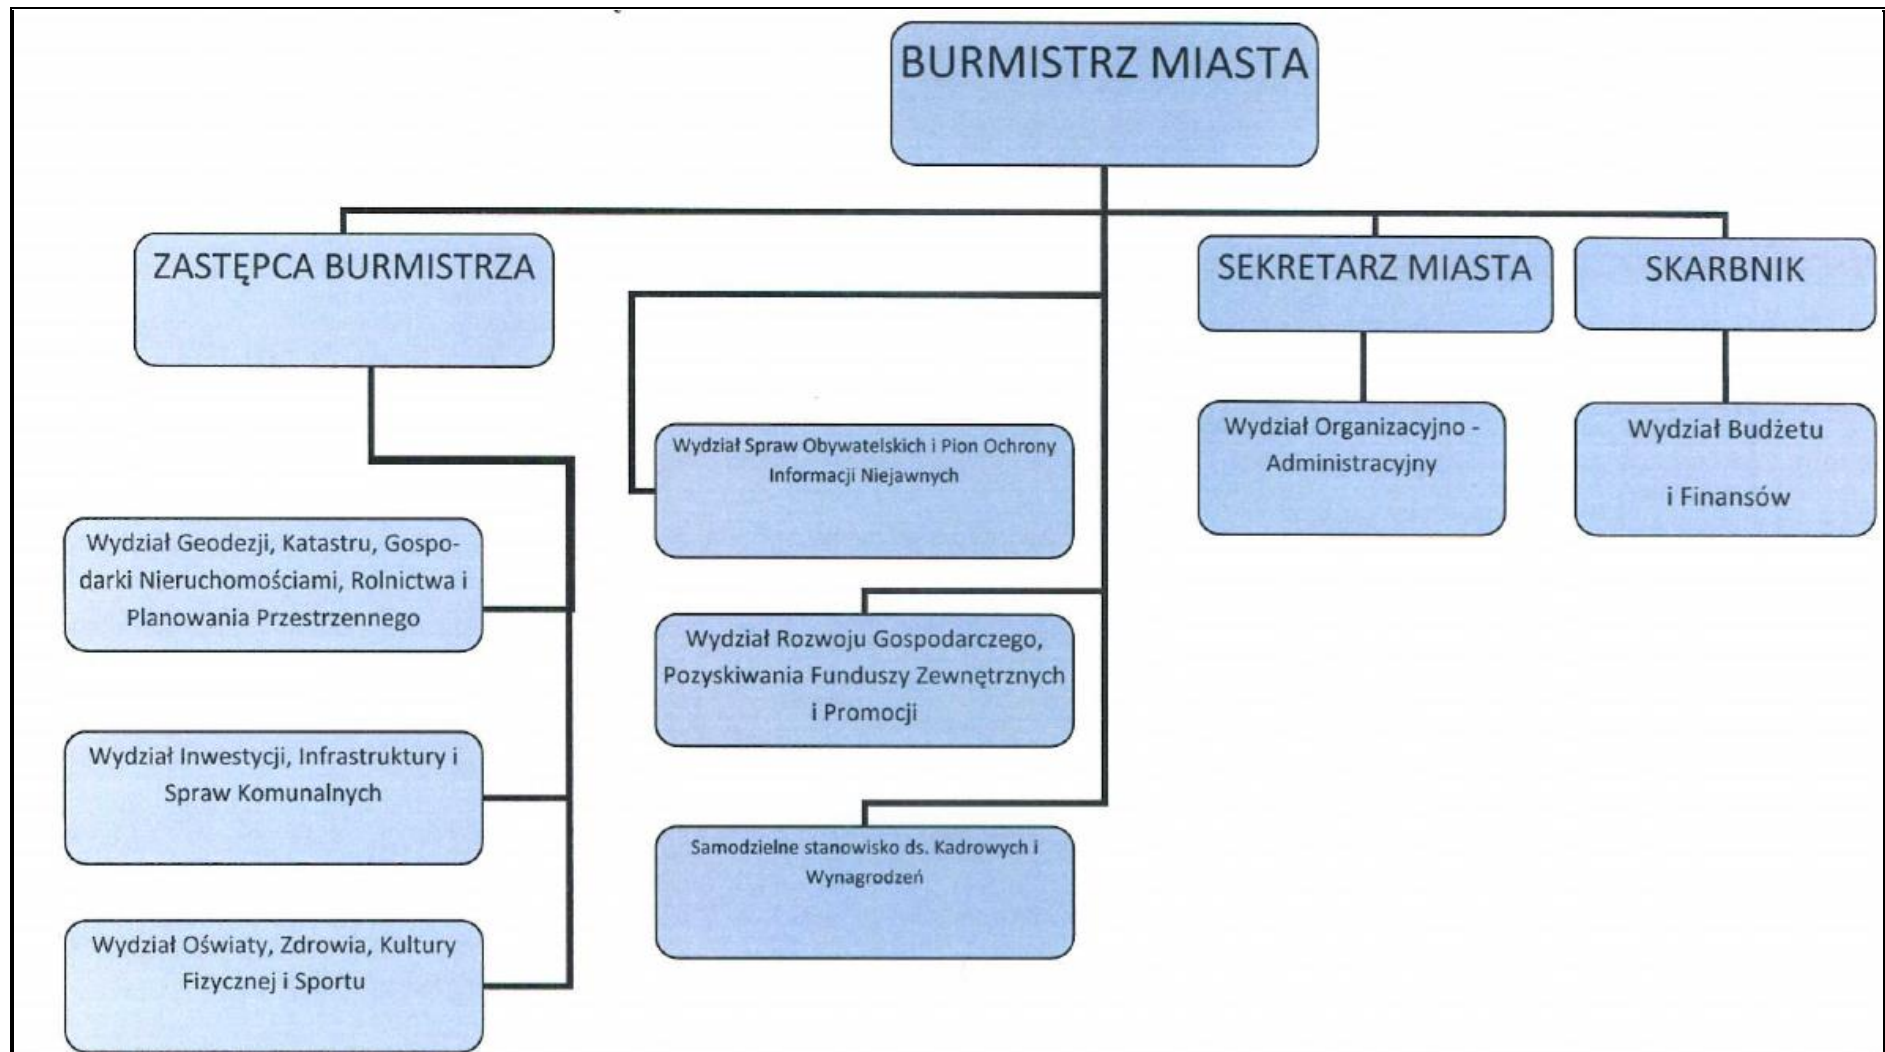 BURMISTRZ MIASTA
ZASTĘPCA BURMISTRZA
SEKRETARZ MIASTA
SKARBNIK
Wydział Spraw Obywatelskich i Pion Ochrony
Informacji Niejawnych
Wydział Organizacyjno -
Administracyjny
Wydział Budżetu
i Finansów
Wydział Geodezji, Katastru, Gospo-
darki Nieruchomościami, Rolnictwa i
Planowania Przestrzennego
Wydział Rozwoju Gospodarczego,
Pozyskiwania Funduszy Zewnętrznych
i Promocji
Wydział Inwestycji, Infrastruktury i
Spraw Komunalnych
Samodzielne stanowisko ds. Kadrowych i
Wynagrodzeń
Wydział Oświaty, Zdrowia, Kultury
Fizycznej i Sportu